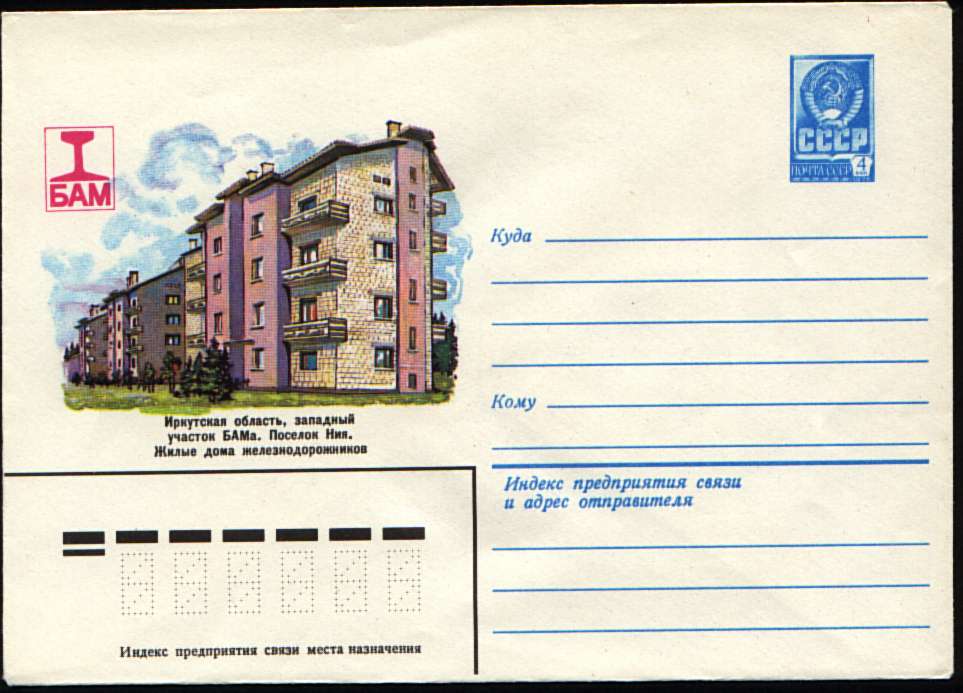 БАМ
СССР
ПОЧТА СССР 4
Куда
Иркутская область, западный
участок БАМа. Поселок Ния.
Жилые дома железнодорожников
Кому
Индекс предприятия связи
и адрес отправителя
Индекс предприятия связи места назначения